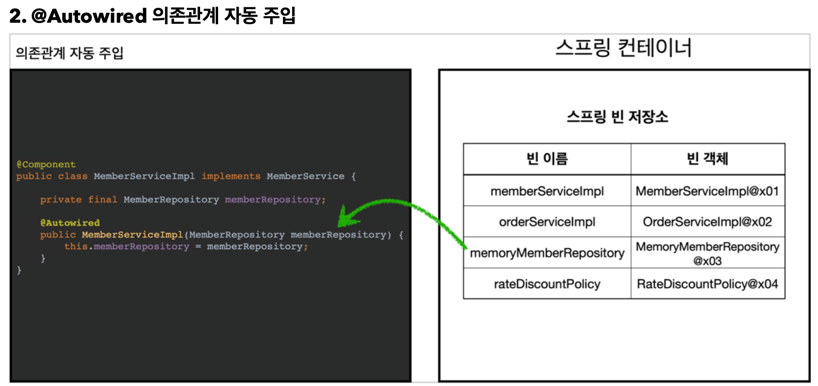 2. @Autowired 의존관계 자동 주입
의존관계 자동 주입
@Component
public class MemberServiceImpl implements MemberService {
private final MemberRepository memberRepository;
@Autowired
public MemberServiceImpl(MemberRepository memberRepository) {
this.memberRepository = memberRepository;
}
}
스프링 컨테이너
스프링 빈 저장소
빈 이름 빈 객체
memberServiceImpl MemberServiceImpl@x01
orderServiceImpl OrderServiceImpl@x02
memoryMemberRepository MemoryMemberRepository
@x03
rateDiscountPolicy RateDiscountPolicy@x04